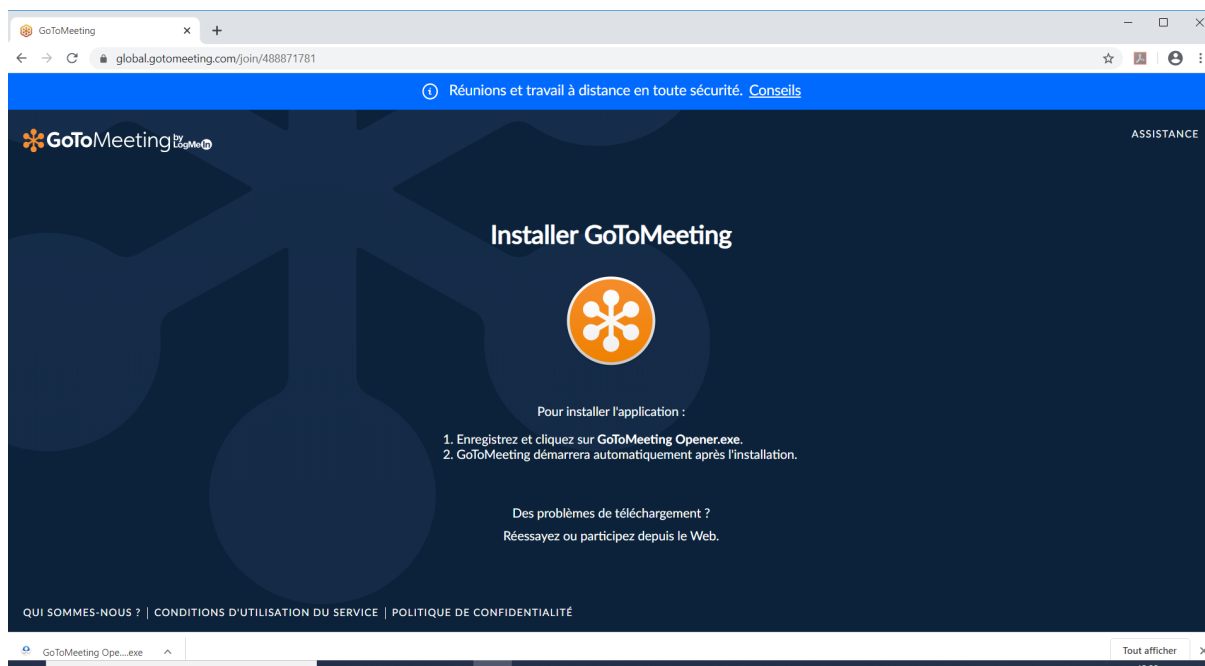 GoToMeeting
global.gotomeeting.com/join/488871781
Réunions et travail à distance en toute sécurité. Conseils
GoToMeeting by LogMeIn
ASSISTANCE
Installer GoToMeeting
Pour installer l'application :
1. Enregistrez et cliquez sur GoToMeeting Opener.exe.
2. GoToMeeting démarrera automatiquement après l'installation.
Des problèmes de téléchargement ?
Réessayez ou participez depuis le Web.
QUI SOMMES-NOUS ? | CONDITIONS D'UTILISATION DU SERVICE | POLITIQUE DE CONFIDENTIALITÉ
GoToMeeting Ope....exe
Tout afficher